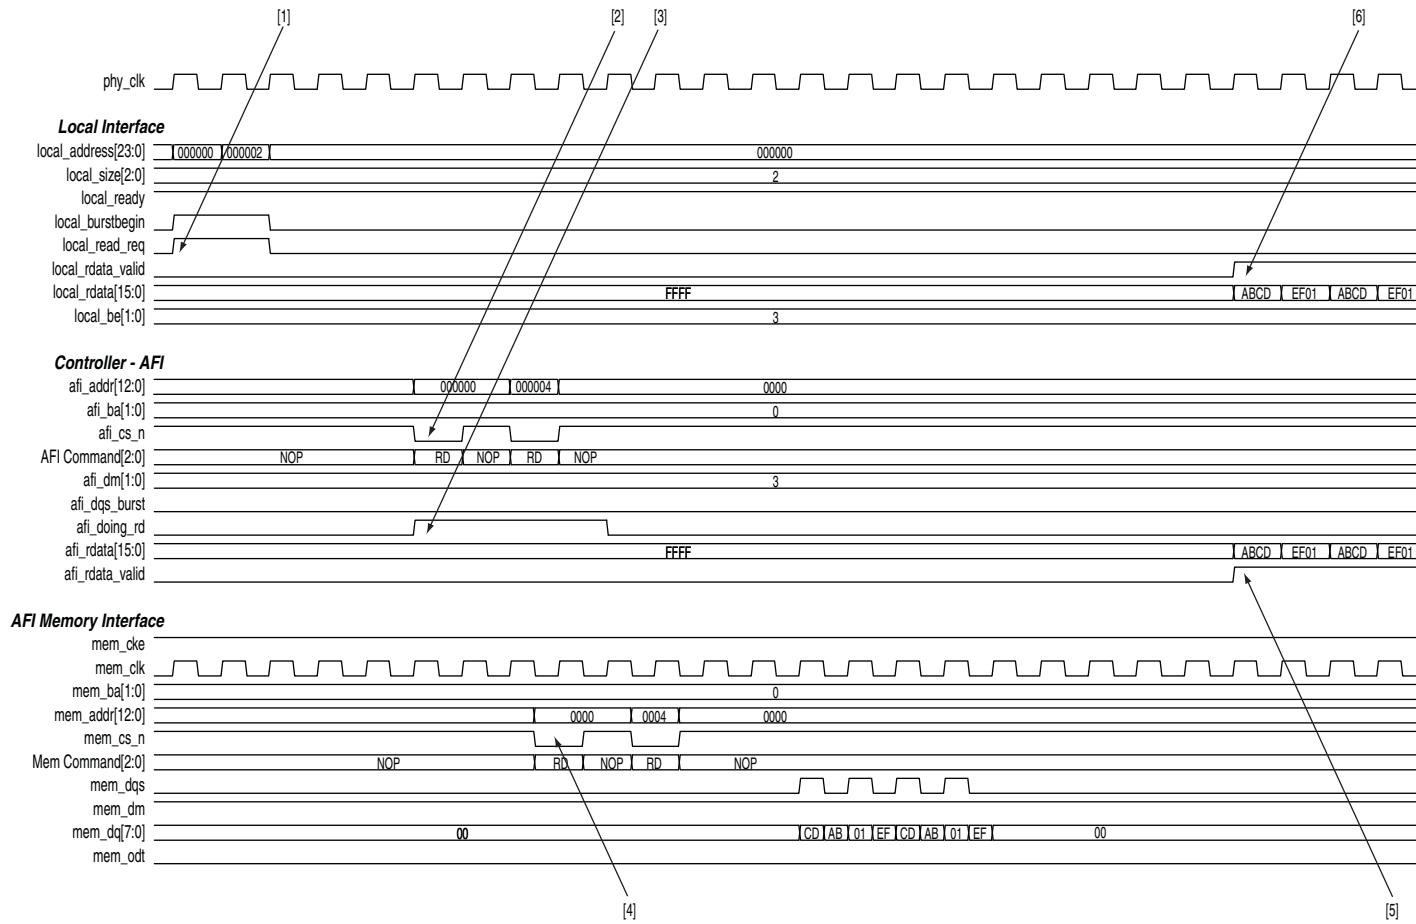 [1] [2] [3] [6]
phy_clk
Local Interface
local_address[23:0] 000000 000002 000000
local_size[2:0] 2
local_ready
local_burstbegin
local_read_req
local_rdata_valid
local_rdata[15:0] FFFF ABCD EF01 ABCD EF01
local_be[1:0] 3
Controller - AFI
afi_addr[12:0] 000000 000004 0000
afi_ba[1:0] 0
afi_cs_n
AFI Command[2:0] NOP RD NOP RD NOP
afi_dm[1:0] 3
afi_dqs_burst
afi_doing_rd
afi_rdata[15:0] FFFF ABCD EF01 ABCD EF01
afi_rdata_valid
AFI Memory Interface
mem_cke
mem_clk
mem_ba[1:0] 0
mem_addr[12:0] 0000 0004 0000
mem_cs_n
Mem Command[2:0] NOP RD NOP RD NOP
mem_dqs
mem_dm
mem_dq[7:0] 00 CD AB 01 EF CD AB 01 EF 00
mem_odt
[4] [5]